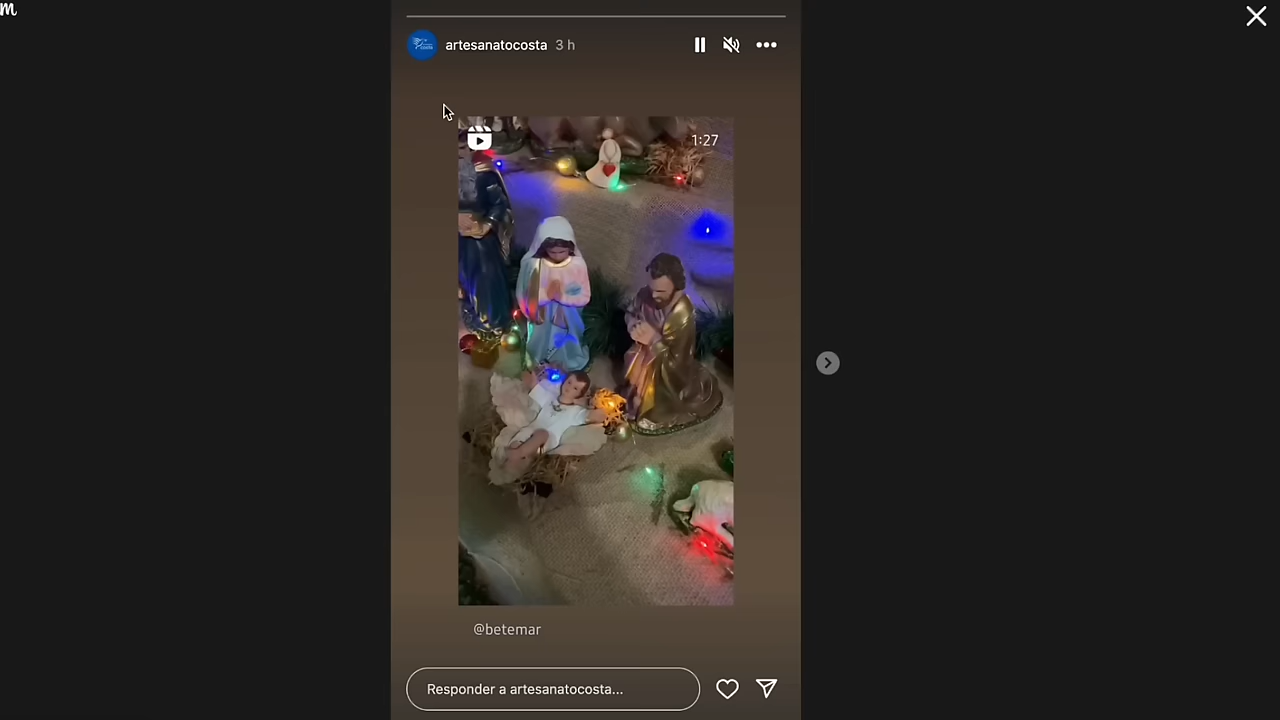 m
artesanatocosta 3 h
1:27
@betemar
Responder a artesanatocosta...